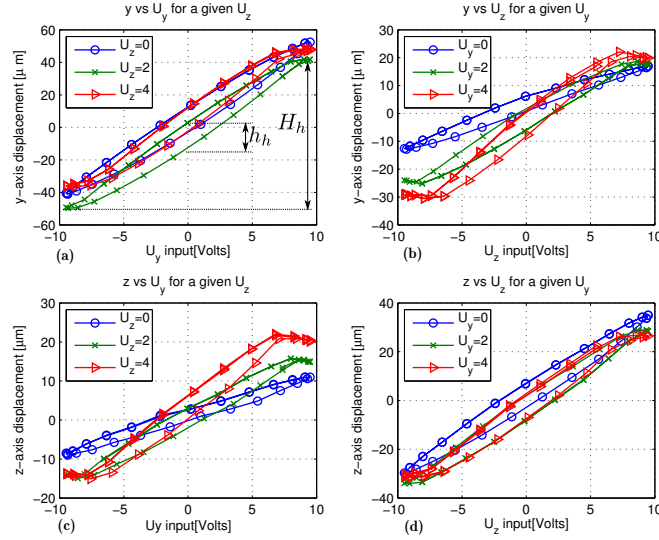 y vs U_y for a given U_z
y vs U_z for a given U_y
60
40
20
0
−20
−40
−60
y−axis displacement [μ m]
U_z=0
U_z=2
U_z=4
h_h
H_h
−10 −5 0 5 10
(a)
U_y input[Volts]
30
20
10
0
−10
−20
−30
y−axis displacement [μ m]
U_y=0
U_y=2
U_y=4
−10 −5 0 5 10
(b)
U_z input[Volts]
z vs U_y for a given U_z
z vs U_z for a given U_y
30
20
10
0
−10
−20
z−axis displacement [μm]
U_z=0
U_z=2
U_z=4
−10 −5 0 5 10
(c)
Uy input[Volts]
40
20
0
−20
−40
z−axis displacement [μm]
U_y=0
U_y=2
U_y=4
−10 −5 0 5 10
(d)
U_z input[Volts]